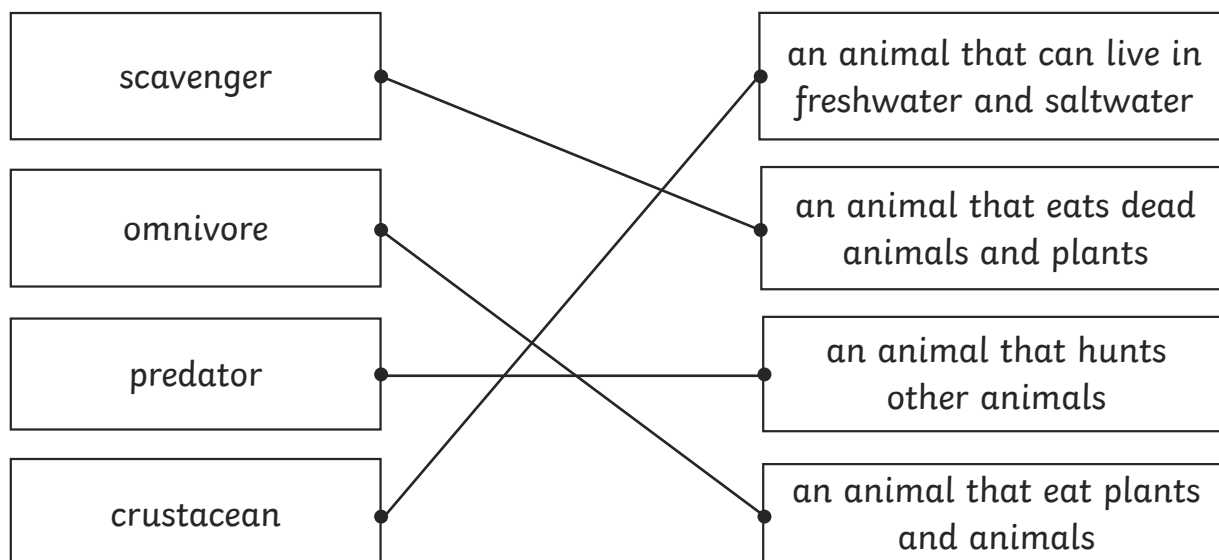 scavenger
omnivore
predator
crustacean
an animal that can live in
freshwater and saltwater
an animal that eats dead
animals and plants
an animal that hunts
other animals
an animal that eat plants
and animals